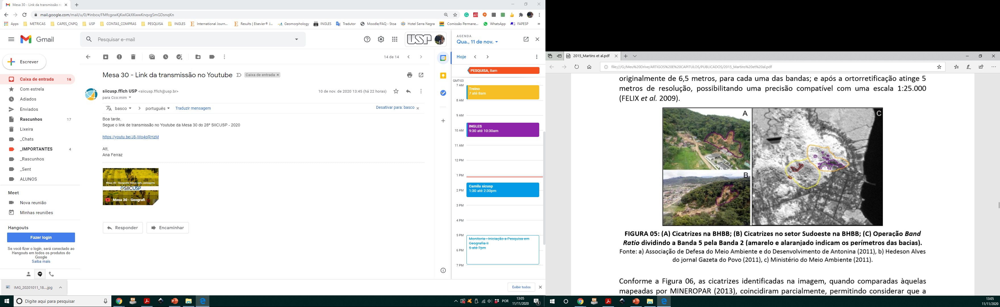 Mesa 30 - Link da transmissão n
mail.google.com/mail/u/0/#inbox/FMfcgxwKjKwlGkXKwwKnqvgSmGDsnqKn
Apps METRICAS CAPES_CNPQ USP CONTAS_COMPRAS PESQUISA INGLES International Journ... Results | Elsevier® J... Geomorphology INGLES Tradutor Moodle/FAQ - Stoa Hotel Serra Negra Comissão Permane... WhatsApp FAPESP »
Gmail
Pesquisar e-mail
USP
Escrever
14 de 14
Caixa de entrada 16
Com estrela
Adiados
Enviados
Rascunhos 17
Lixeira
_Chats
_IMPORTANTES 4
_Rascunhos
_Sent
ALUNOS
Meet
Nova reunião
Minhas reuniões
Hangouts
Fazer login
Se você fizer o login, será conectado ao
Hangouts em todos os produtos do
Google
Saiba mais
Mesa 30 - Link da transmissão no Youtube Caixa de entrada ×
siicusp.fflch USP <siicusp.fflch@usp.br>
10 de nov. de 2020 13:45 (há 22 horas)
para Cco:mim
basco > português Traduzir mensagem
Desativar para: basco ×
Boa tarde,
Segue o link de transmissão no Youtube da Mesa 30 do 28º SIICUSP - 2020
https://youtu.be/J8-Wo4pRHzM
Att,
Ana Ferraz
Mesa 30 - Geografia física: solo, paisagens
SIICUSP
Mesa 30 - Geografi
Responder Encaminhar
AGENDA
Qua., 11 de nov.
Hoje
PESQUISA, 8am
GMT-03
7 AM
Treino
7 até 8am
8 AM
9 AM
INGLES
9:30 até 10:30am
10 AM
11 AM
12 PM
1 PM
Camila sicusp
1:30 até 2:30pm
2 PM
3 PM
4 PM
5 PM
Monitoria - Iniciação a Pesquisa em
Geografia II
5 até 7pm
6 PM
7 PM
IMG_20201011_18....jpg
Exibir todos
Digite aqui para pesquisar
EN
POR
13:05
11/11/2020
2015_Martins et al.pdf
file:///G:/Meu%20Drive/ARTIGOS%20E%20CAPITULOS/PUBLICADOS/2015_Martins%20et%20al.pdf
originalmente de 6,5 metros, para cada uma das bandas; e após a ortorretificação atinge 5
metros de resolução, possibilitando uma precisão compatível com uma escala 1:25.000
(FELIX et al. 2009).
A
B
C
FIGURA 05: (A) Cicatrizes na BHBB; (B) Cicatrizes no setor Sudoeste na BHBB; (C) Operação Band
Ratio dividindo a Banda 5 pela Banda 2 (amarelo e alaranjado indicam os perímetros das bacias).
Fonte: a) Associação de Defesa do Meio Ambiente e do Desenvolvimento de Antonina (2011), b) Hedeson Alves
do jornal Gazeta do Povo (2011), c) Ministério do Meio Ambiente (2011).
Conforme a Figura 06, as cicatrizes identificadas na imagem, quando comparadas àquelas
mapeadas por MINEROPAR (2013), coincidiram parcialmente, permitindo considerar que a
EN
13:05
11/11/2020